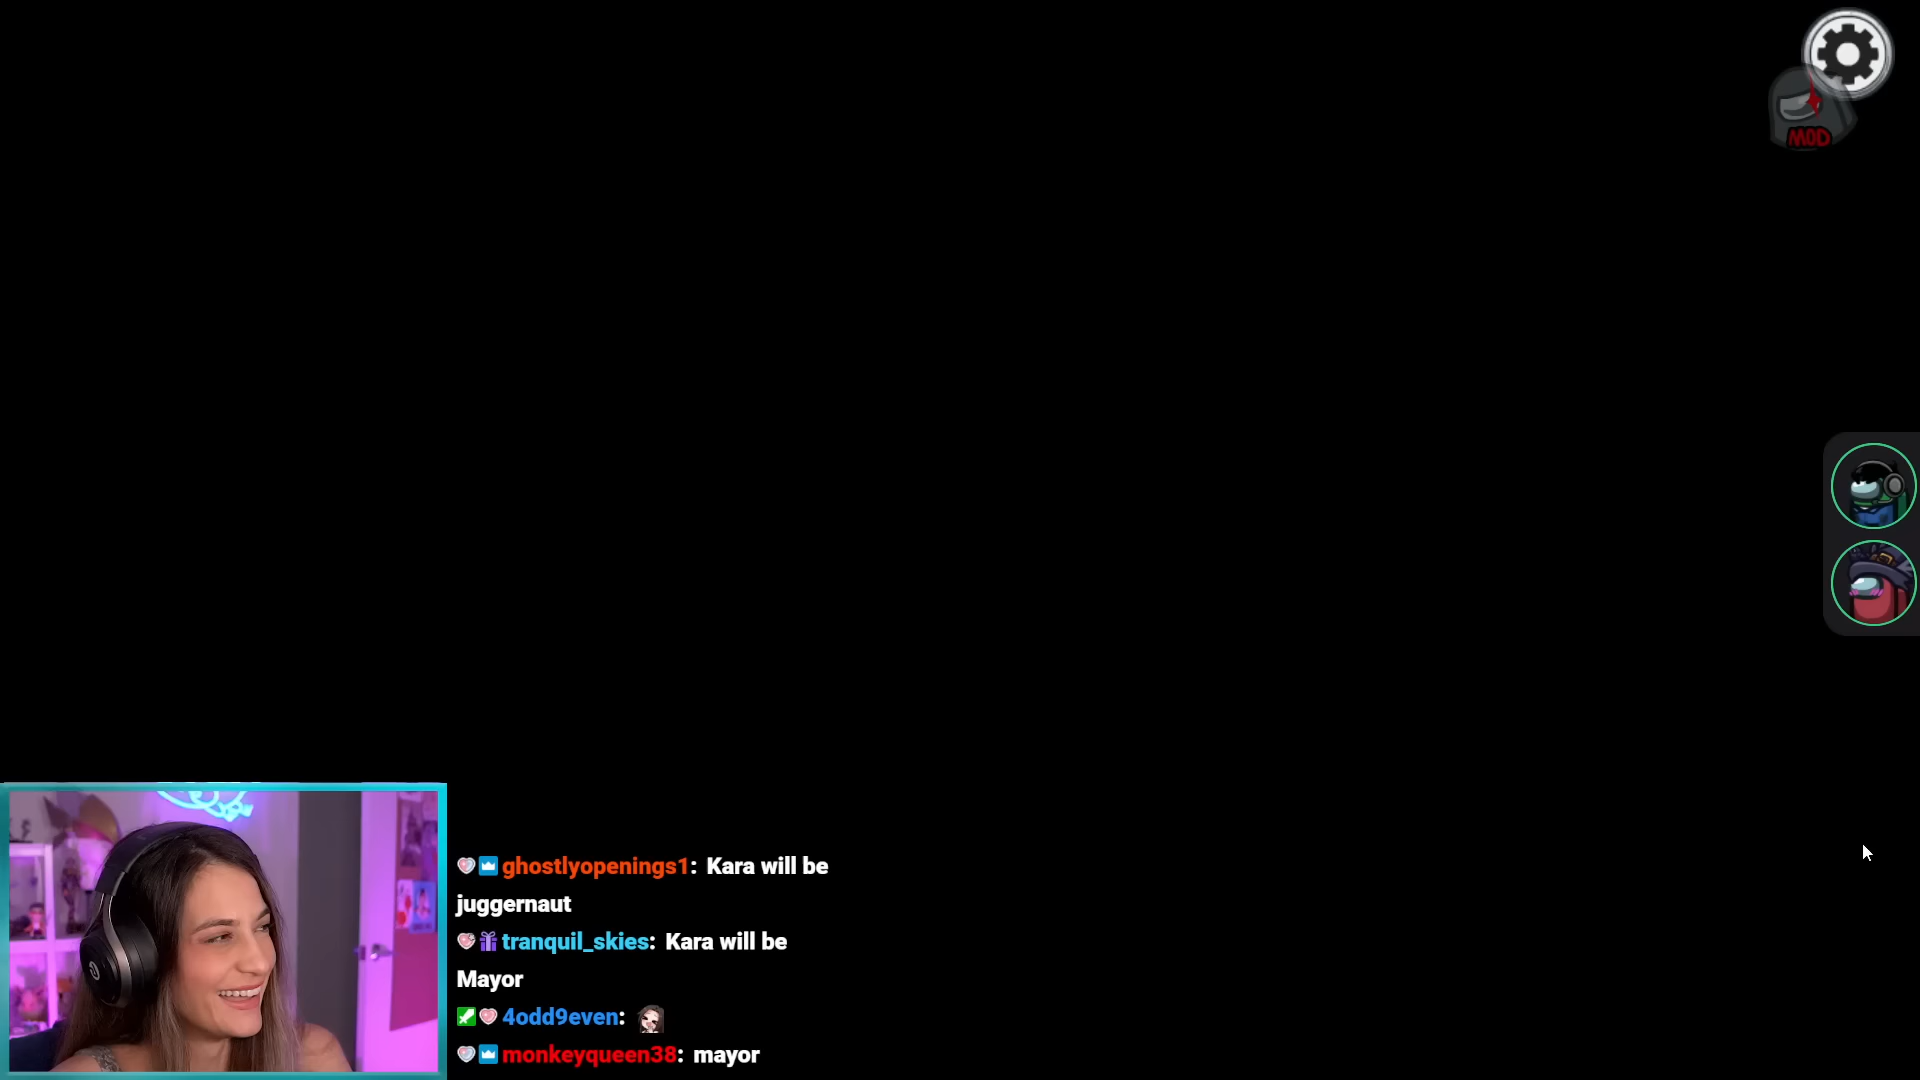 MOD
ghostlyopenings1: Kara will be
juggernaut
tranquil_skies: Kara will be
Mayor
4odd9even:
monkeyqueen38: mayor